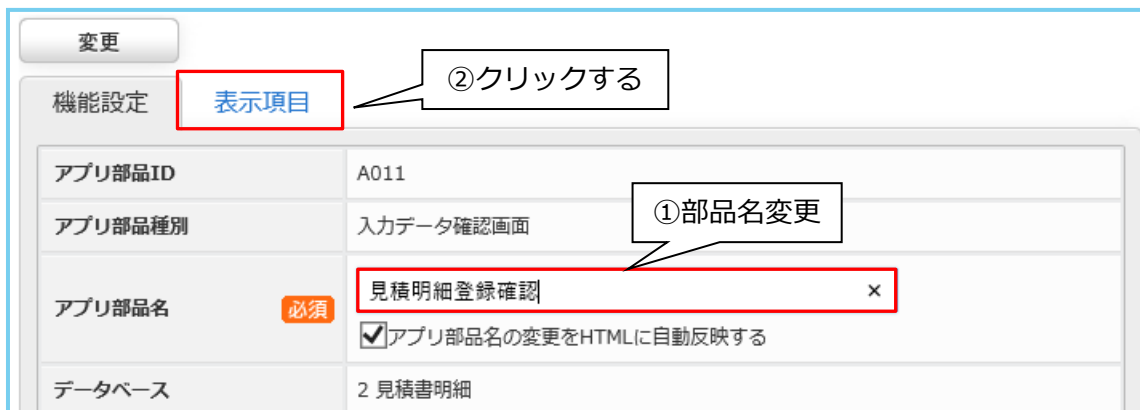 変更
②クリックする
機能設定 表示項目
アプリ部品ID A011
①部品名変更
アプリ部品種別 入力データ確認画面
アプリ部品名 必須 見積明細登録確認 ×
アプリ部品名の変更をHTMLに自動反映する
データベース 2 見積書明細